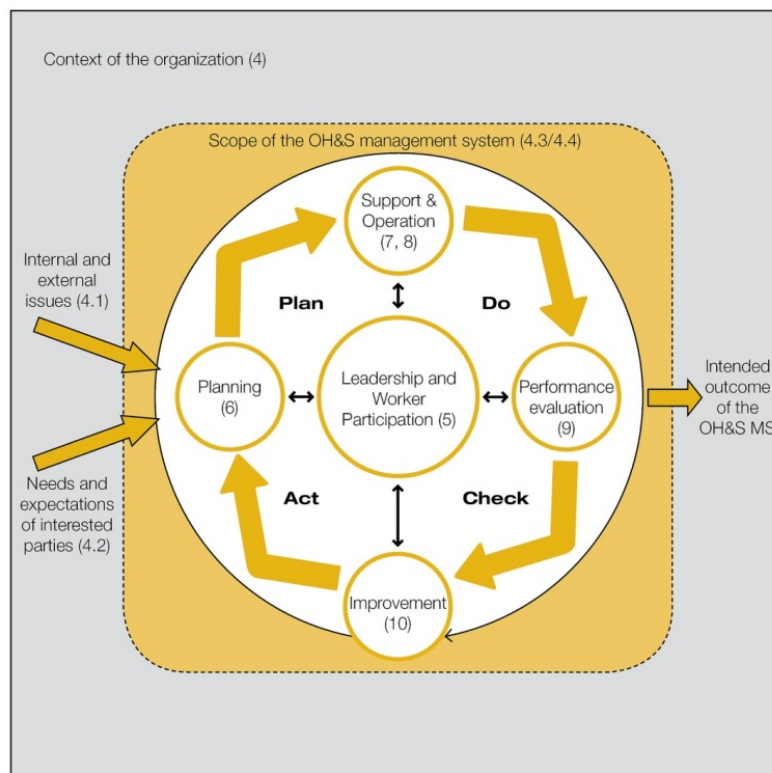 Context of the organization (4)
Scope of the OH&S management system (4.3/4.4)
Support &
Operation
(7, 8)
Internal and
external
issues (4.1)
Plan
Do
Planning
(6)
Leadership and
Worker
Participation (5)
Performance
evaluation
(9)
Intended
outcome
of the
OH&S MS
Needs and
expectations
of interested
parties (4.2)
Act
Check
Improvement
(10)